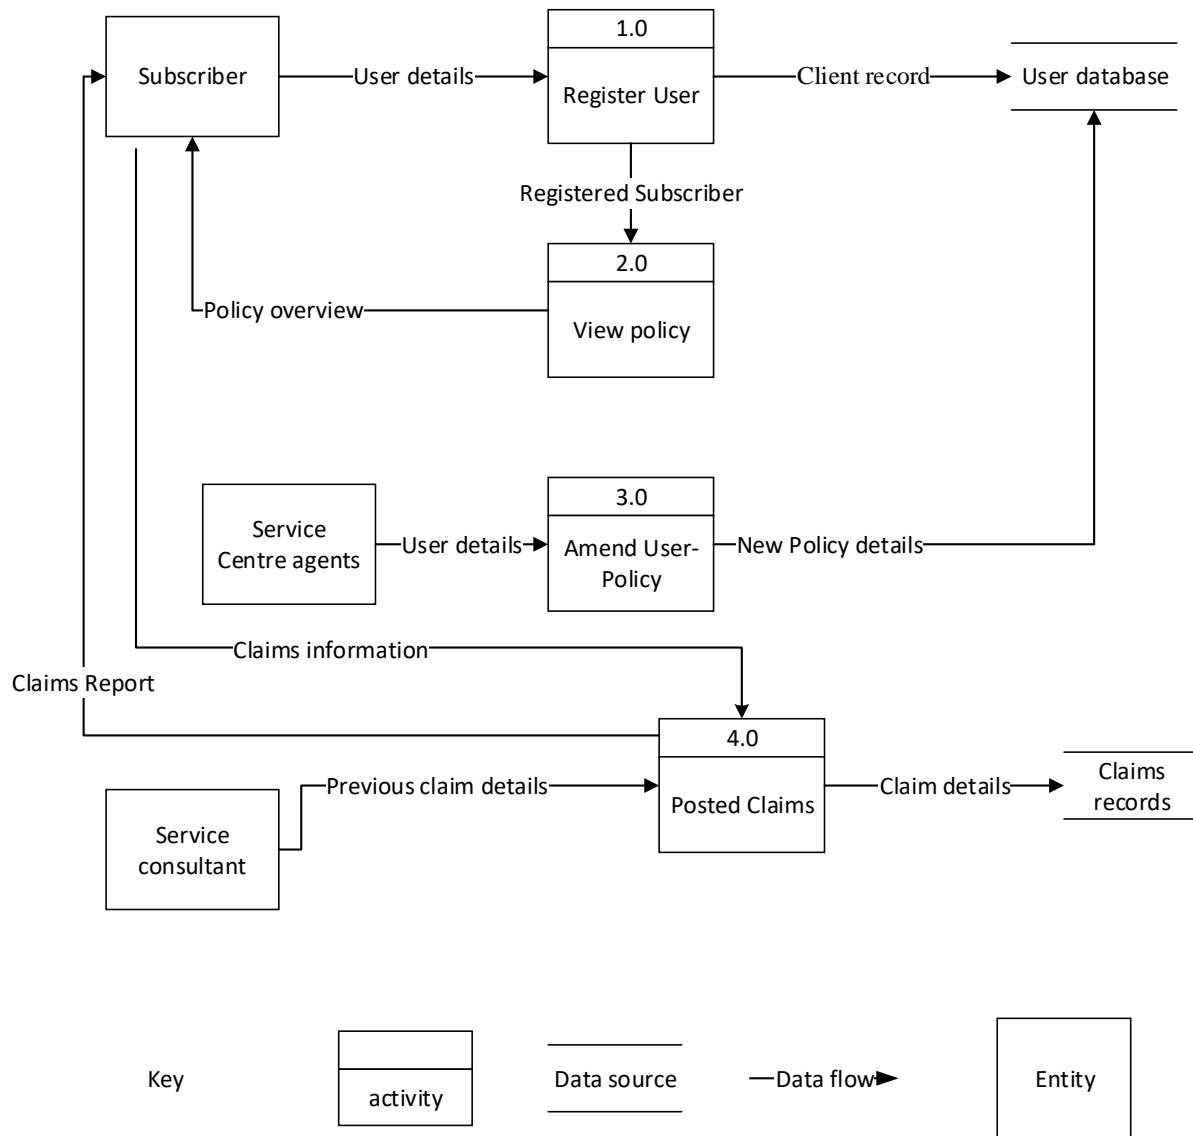 1.0
Subscriber
User details
Register User
Client record
User database
Registered Subscriber
2.0
Policy overview
View policy
3.0
Service
Centre agents
User details
Amend User-
Policy
New Policy details
Claims information
Claims Report
4.0
Previous claim details
Posted Claims
Claim details
Claims
records
Service
consultant
Key
activity
Data source
Data flow
Entity